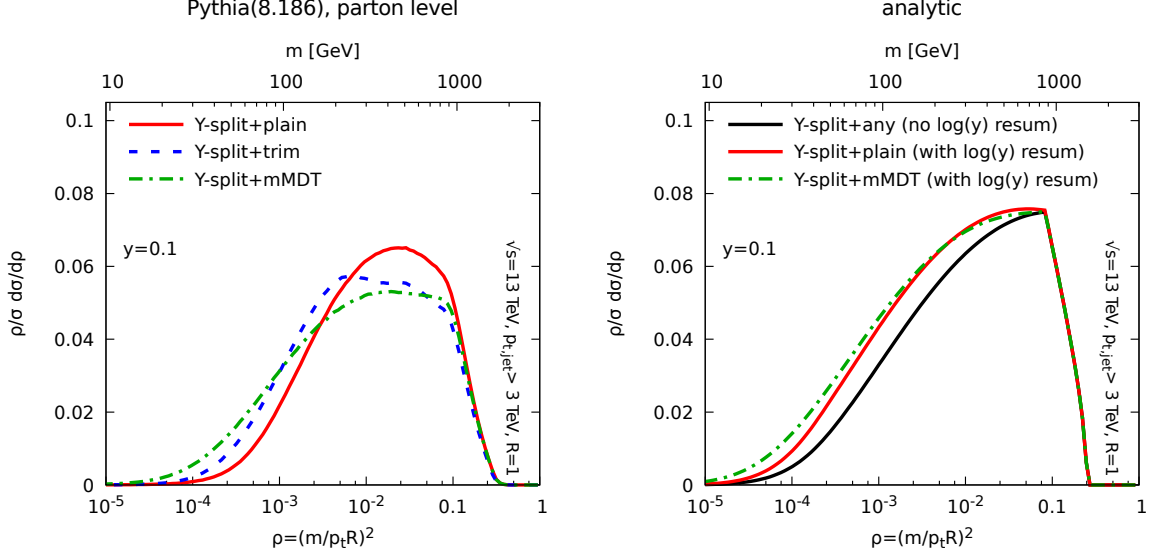 Pythia(8.186), parton level
m [GeV]
10 100 1000
ρ/σ dσ/dρ
0.1
0.08
0.06
0.04
0.02
0
Y-split+plain
Y-split+trim
Y-split+mMDT
y=0.1
√s=13 TeV, pt,jet> 3 TeV, R=1
10-5 10-4 10-3 10-2 0.1 1
ρ=(m/ptR)2
analytic
m [GeV]
10 100 1000
ρ/σ dσ/dρ
0.1
0.08
0.06
0.04
0.02
0
Y-split+any (no log(y) resum)
Y-split+plain (with log(y) resum)
Y-split+mMDT (with log(y) resum)
y=0.1
√s=13 TeV, pt,jet> 3 TeV, R=1
10-5 10-4 10-3 10-2 0.1 1
ρ=(m/ptR)2